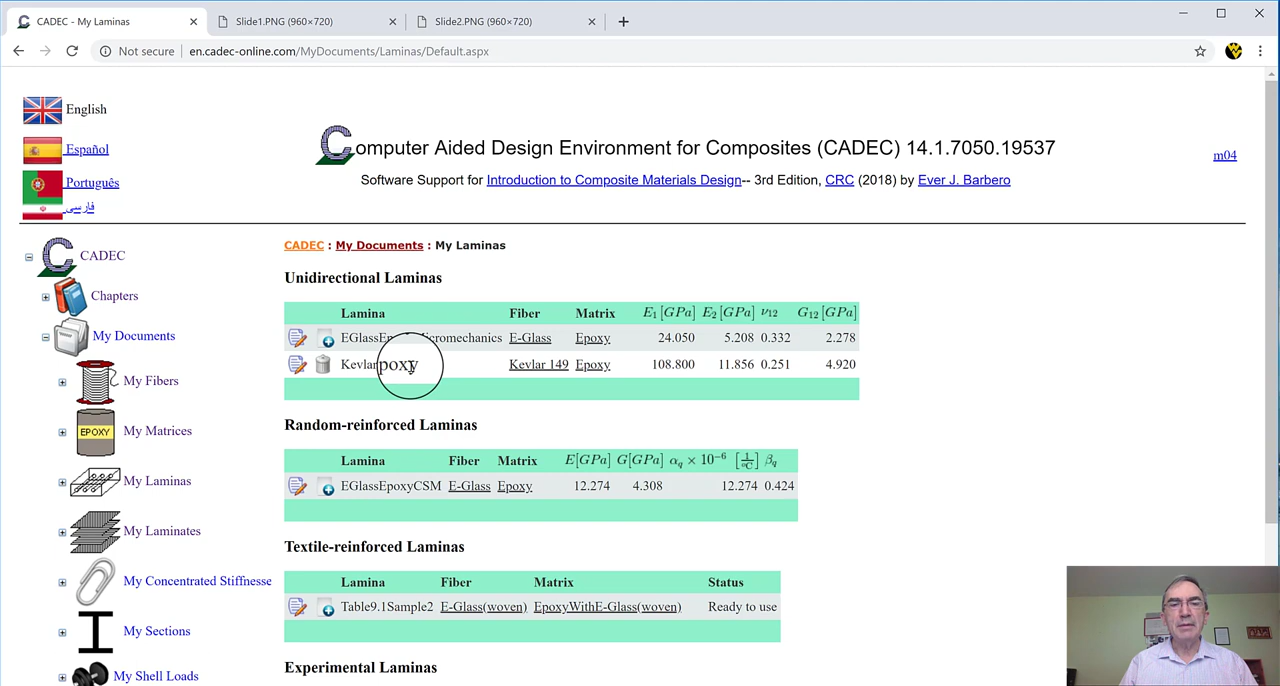 CADEC - My Laminas
Slide1.PNG (960×720)
Slide2.PNG (960×720)
Not secure
en.cadec-online.com/MyDocuments/Laminas/Default.aspx
English
Español
Português
فارسی
Computer Aided Design Environment for Composites (CADEC) 14.1.7050.19537
m04
Software Support for Introduction to Composite Materials Design-- 3rd Edition, CRC (2018) by Ever J. Barbero
CADEC
Chapters
My Documents
My Fibers
EPOXY
My Matrices
My Laminas
My Laminates
My Concentrated Stiffnesse
My Sections
My Shell Loads
CADEC : My Documents : My Laminas
Unidirectional Laminas
Lamina Fiber Matrix E₁ [GPa] E₂ [GPa] ν₁₂ G₁₂ [GPa]
E-Glass Epoxy 24.050 5.208 0.332 2.278
Kevlar poxy Kevlar 149 Epoxy 108.800 11.856 0.251 4.920
Random-reinforced Laminas
Lamina Fiber Matrix E[GPa] G[GPa] α_q × 10⁻⁶ [1/°C] β_q
EGlassEpoxyCSM E-Glass Epoxy 12.274 4.308 12.274 0.424
Textile-reinforced Laminas
Lamina Fiber Matrix Status
Table9.1Sample2 E-Glass(woven) EpoxyWithE-Glass(woven) Ready to use
Experimental Laminas